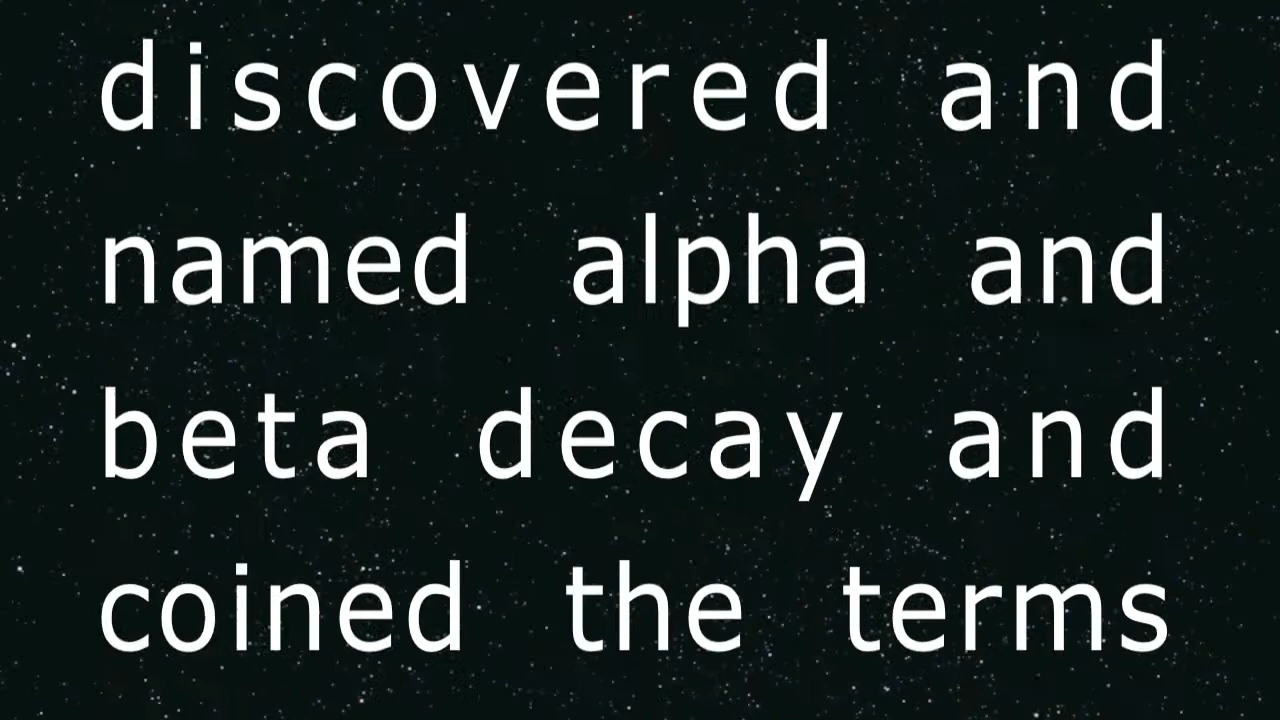 discovered and
named alpha and
beta decay and
coined the terms